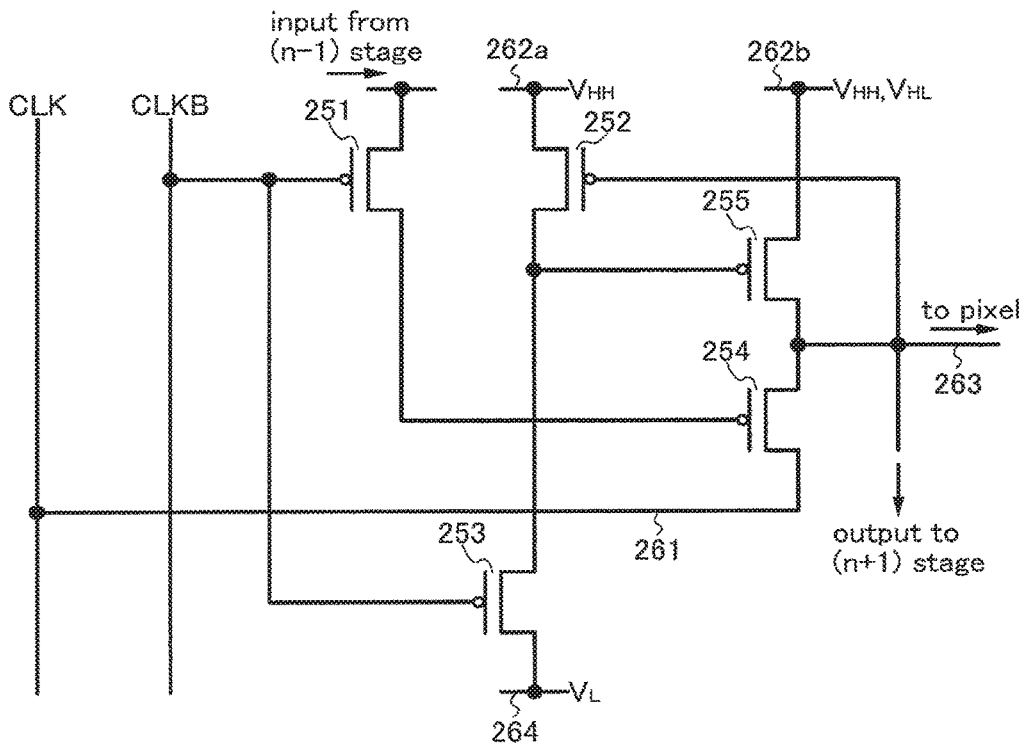 input from
(n-1) stage
262a
262b
VHH
VHH,VHL
CLK
CLKB
251
252
255
to pixel
254
263
253
261
output to
(n+1) stage
VL
264